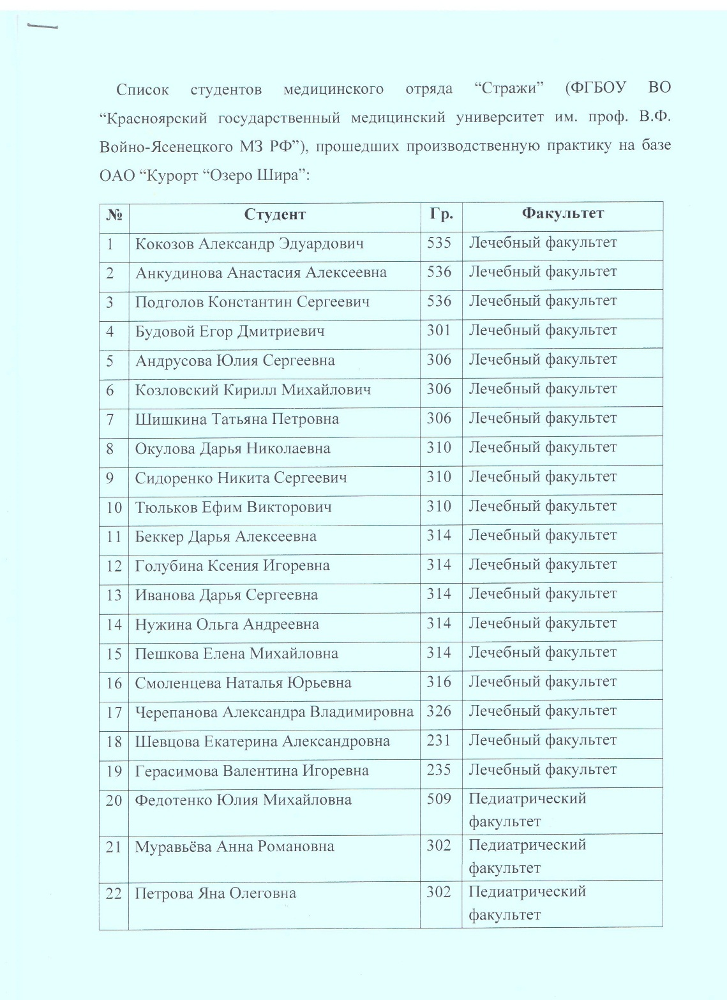 Список студентов медицинского отряда “Стражи” (ФГБОУ ВО
“Красноярский государственный медицинский университет им. проф. В.Ф.
Войно-Ясенецкого МЗ РФ”), прошедших производственную практику на базе
ОАО “Курорт “Озеро Шира”:
№ Студент Гр. Факультет
1 Кокозов Александр Эдуардович 535 Лечебный факультет
2 Анкудинова Анастасия Алексеевна 536 Лечебный факультет
3 Подголов Константин Сергеевич 536 Лечебный факультет
4 Будовой Егор Дмитриевич 301 Лечебный факультет
5 Андрусова Юлия Сергеевна 306 Лечебный факультет
6 Козловский Кирилл Михайлович 306 Лечебный факультет
7 Шишкина Татьяна Петровна 306 Лечебный факультет
8 Окулова Дарья Николаевна 310 Лечебный факультет
9 Сидоренко Никита Сергеевич 310 Лечебный факультет
10 Тюльков Ефим Викторович 310 Лечебный факультет
11 Беккер Дарья Алексеевна 314 Лечебный факультет
12 Голубина Ксения Игоревна 314 Лечебный факультет
13 Иванова Дарья Сергеевна 314 Лечебный факультет
14 Нужина Ольга Андреевна 314 Лечебный факультет
15 Пешкова Елена Михайловна 314 Лечебный факультет
16 Смоленцева Наталья Юрьевна 316 Лечебный факультет
17 Черепанова Александра Владимировна 326 Лечебный факультет
18 Шевцова Екатерина Александровна 231 Лечебный факультет
19 Герасимова Валентина Игоревна 235 Лечебный факультет
20 Федотенко Юлия Михайловна 509 Педиатрический
факультет
21 Муравьёва Анна Романовна 302 Педиатрический
факультет
22 Петрова Яна Олеговна 302 Педиатрический
факультет